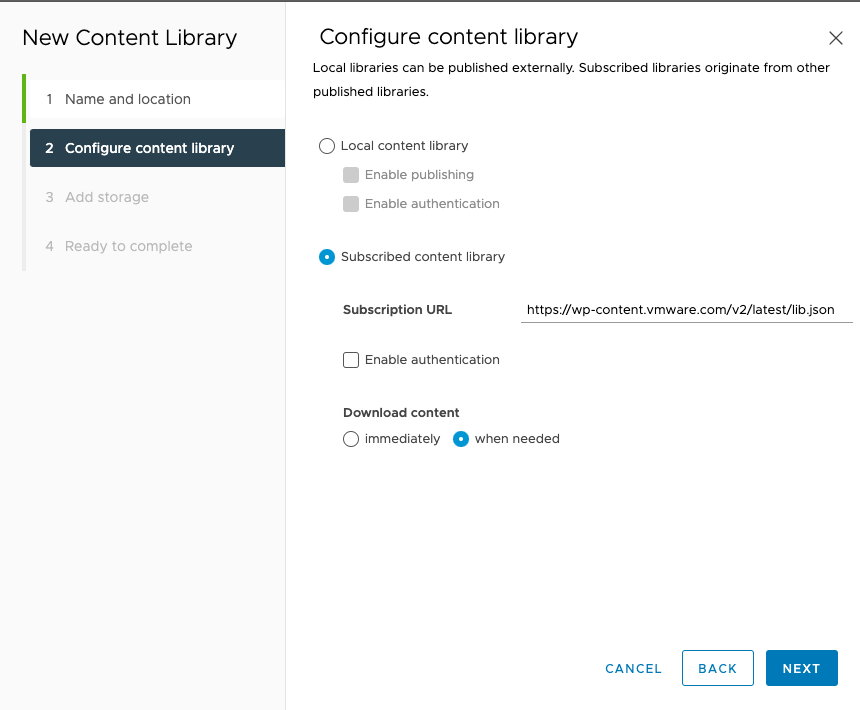 New Content Library
1 Name and location
2 Configure content library
3 Add storage
4 Ready to complete
Configure content library
Local libraries can be published externally. Subscribed libraries originate from other
published libraries.
Local content library
Enable publishing
Enable authentication
Subscribed content library
Subscription URL https://wp-content.vmware.com/v2/latest/lib.json
Enable authentication
Download content
immediately when needed
CANCEL BACK NEXT